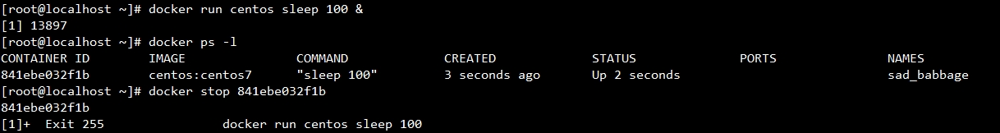 [root@localhost ~]# docker run centos sleep 100 &
[1] 13897
[root@localhost ~]# docker ps -l
CONTAINER ID        IMAGE               COMMAND             CREATED             STATUS              PORTS               NAMES
841ebe032f1b        centos:centos7      "sleep 100"         3 seconds ago       Up 2 seconds                            sad_babbage
[root@localhost ~]# docker stop 841ebe032f1b
841ebe032f1b
[1]+  Exit 255                docker run centos sleep 100